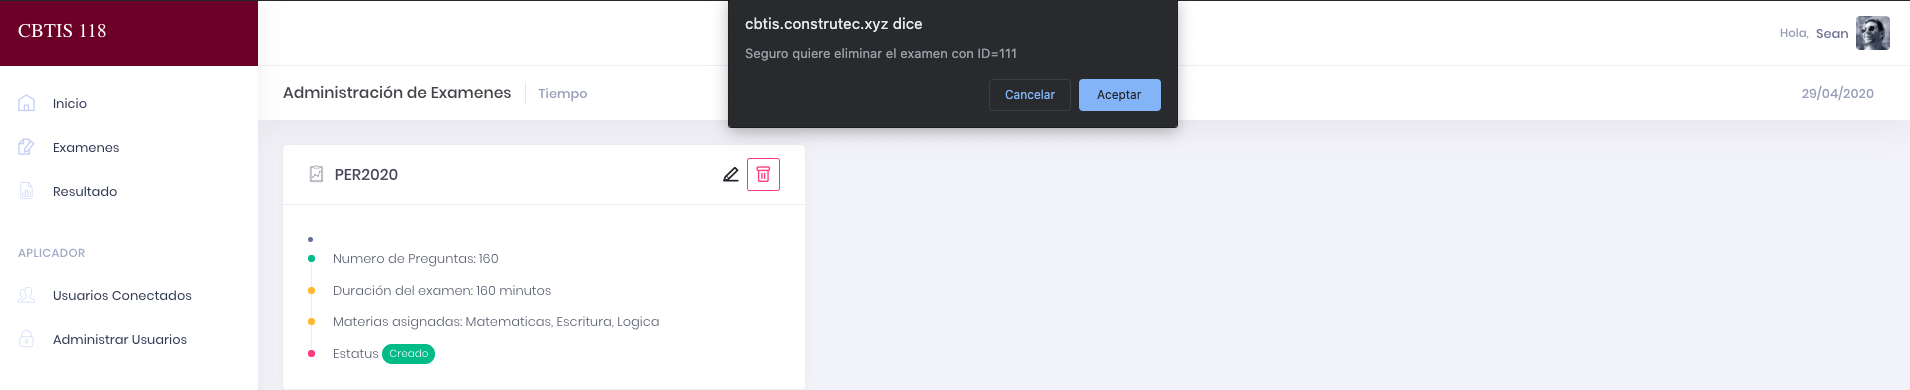 CBTIS 118
cbtis.construtec.xyz dice
Seguro quiere eliminar el examen con ID=111
Cancelar
Aceptar
Hola, Sean
Administración de Examenes
Tiempo
29/04/2020
Inicio
Examenes
Resultado
APLICADOR
Usuarios Conectados
Administrar Usuarios
PER2020
Numero de Preguntas: 160
Duración del examen: 160 minutos
Materias asignadas: Matematicas, Escritura, Logica
Estatus Creado